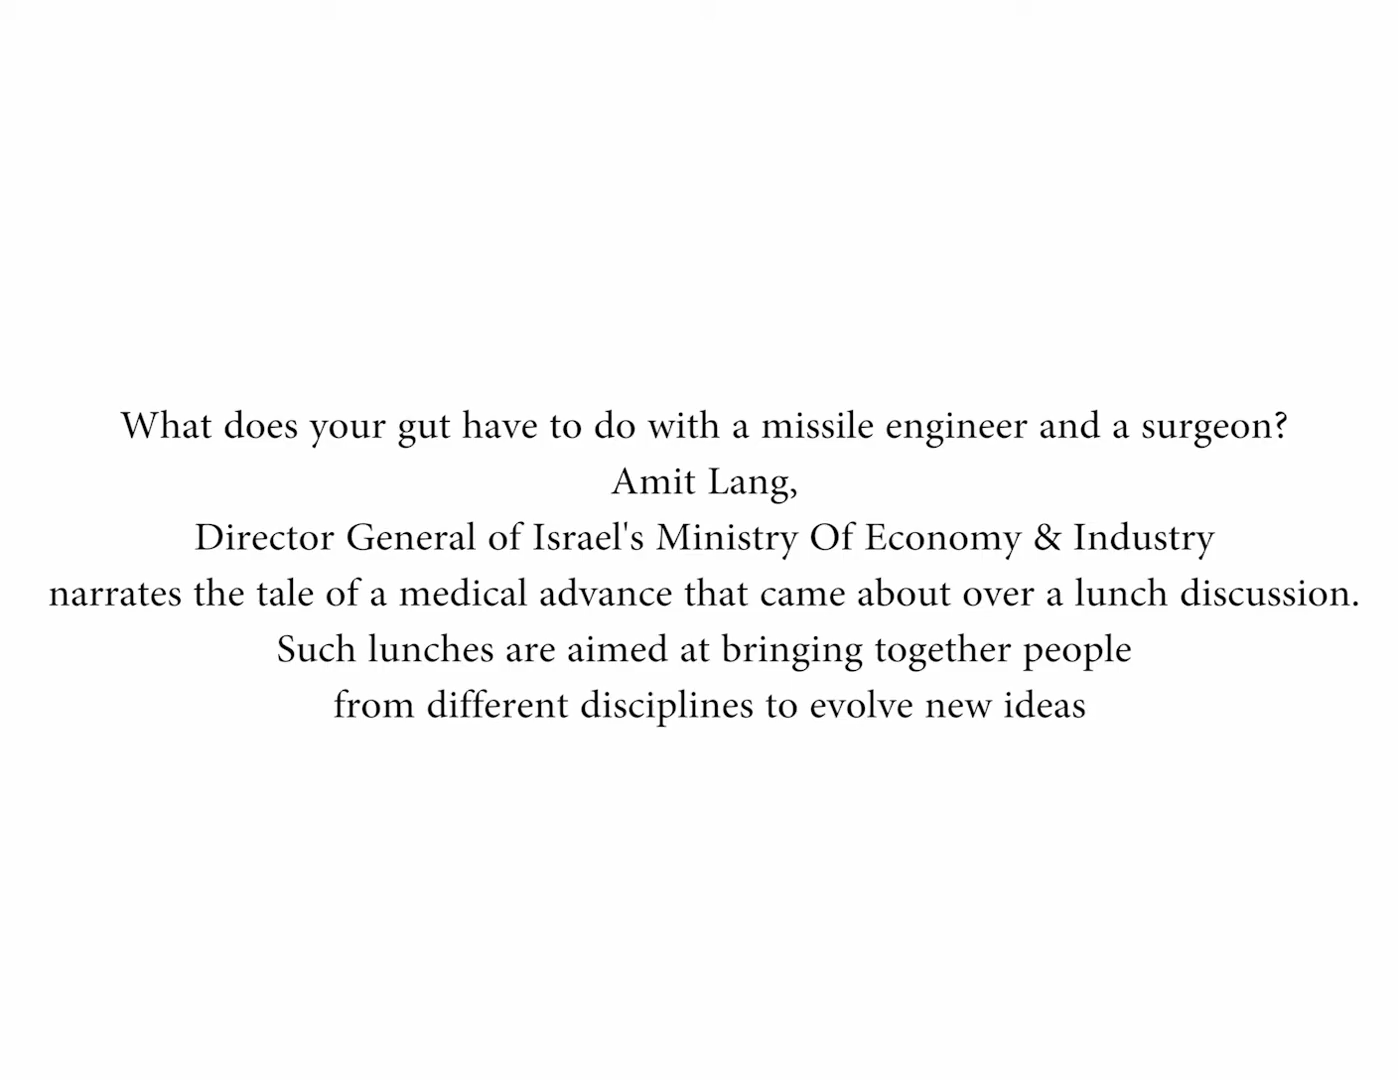 What does your gut have to do with a missile engineer and a surgeon?
Amit Lang,
Director General of Israel's Ministry Of Economy & Industry
narrates the tale of a medical advance that came about over a lunch discussion.
Such lunches are aimed at bringing together people
from different disciplines to evolve new ideas